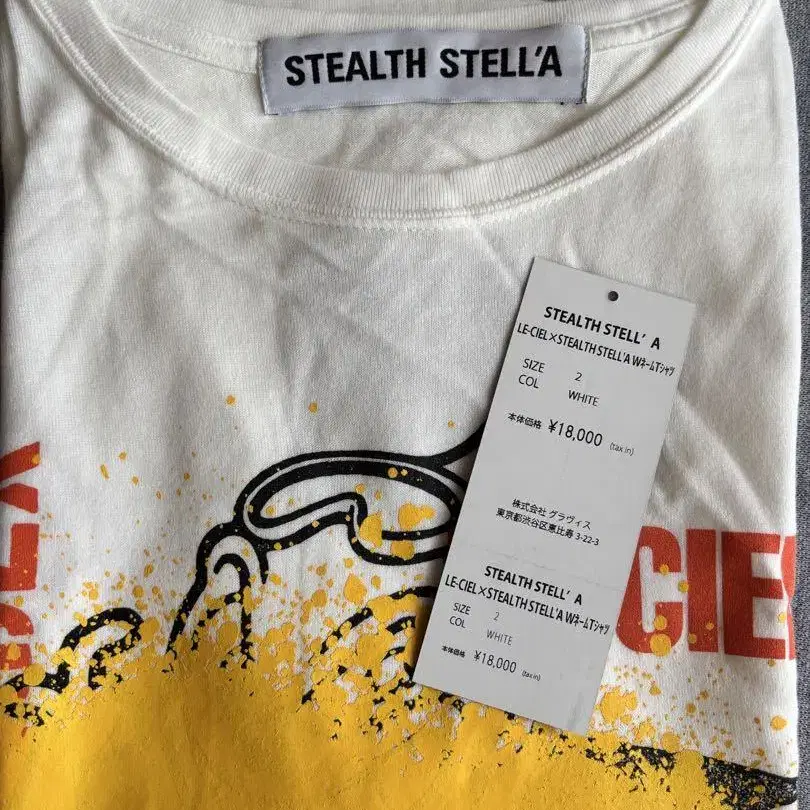 STEALTH STELL'A
STEALTH STELL' A
LE-CIEL×STEALTH STELL'A WネームTシャツ
SIZE 2
COL WHITE
本体価格 ¥18,000 (tax in)
株式会社 グラヴィス
東京都渋谷区恵比寿 3-22-3
STEALTH STELL' A
LE-CIEL×STEALTH STELL'A WネームTシャツ
SIZE 2
COL WHITE
本体価格 ¥18,000 (tax in)
CIEL